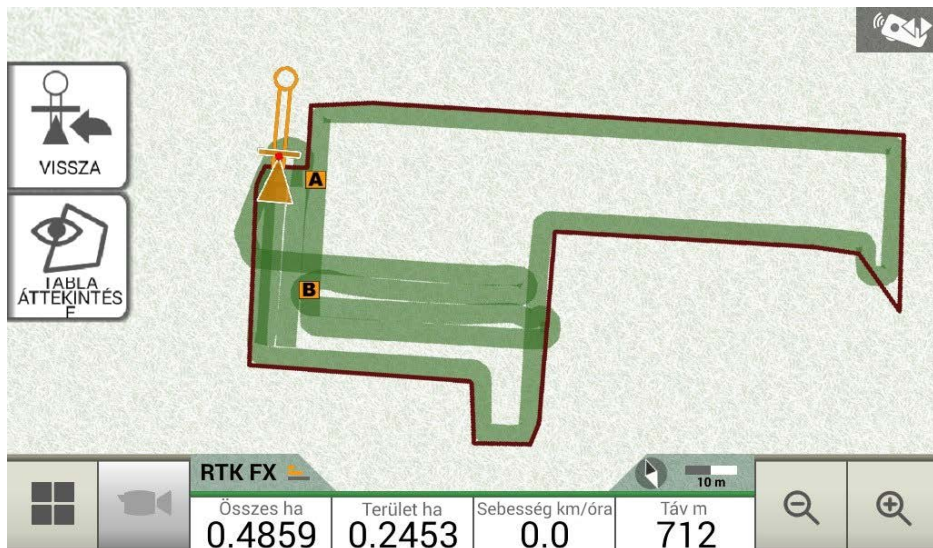 VISSZA
A
TÁBLA
ÁTTEKINTÉS
E
B
RTK FX
10 m
Összes ha
0.4859
Terület ha
0.2453
Sebesség km/óra
0.0
Táv m
712